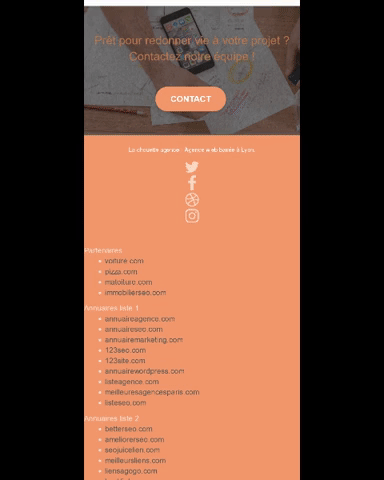 Prêt pour redonner vie à votre projet ?
Contactez notre équipe !
CONTACT
La chouette agence Agence web basée à Lyon.
Partenaires
voiture.com
pizza.com
matoitseo.com
immobilierseo.com
Annuaires liste 1
annuaireagence.com
annuaireseo.com
annuairemarketing.com
123seo.com
123site.com
annuairewordpress.com
listeagence.com
meilleuresagencesparis.com
listeseo.com
Annuaires liste 2
betterseo.com
ameliorerseo.com
seojuicelien.com
meilleursliens.com
liensagogo.com